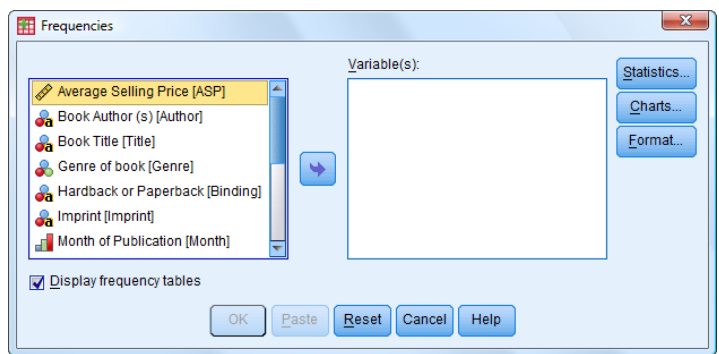 Frequencies
Variable(s):
Average Selling Price [ASP]
Book Author (s) [Author]
Book Title [Title]
Genre of book [Genre]
Hardback or Paperback [Binding]
Imprint [Imprint]
Month of Publication [Month]
Statistics...
Charts...
Format...
Display frequency tables
OK Paste Reset Cancel Help